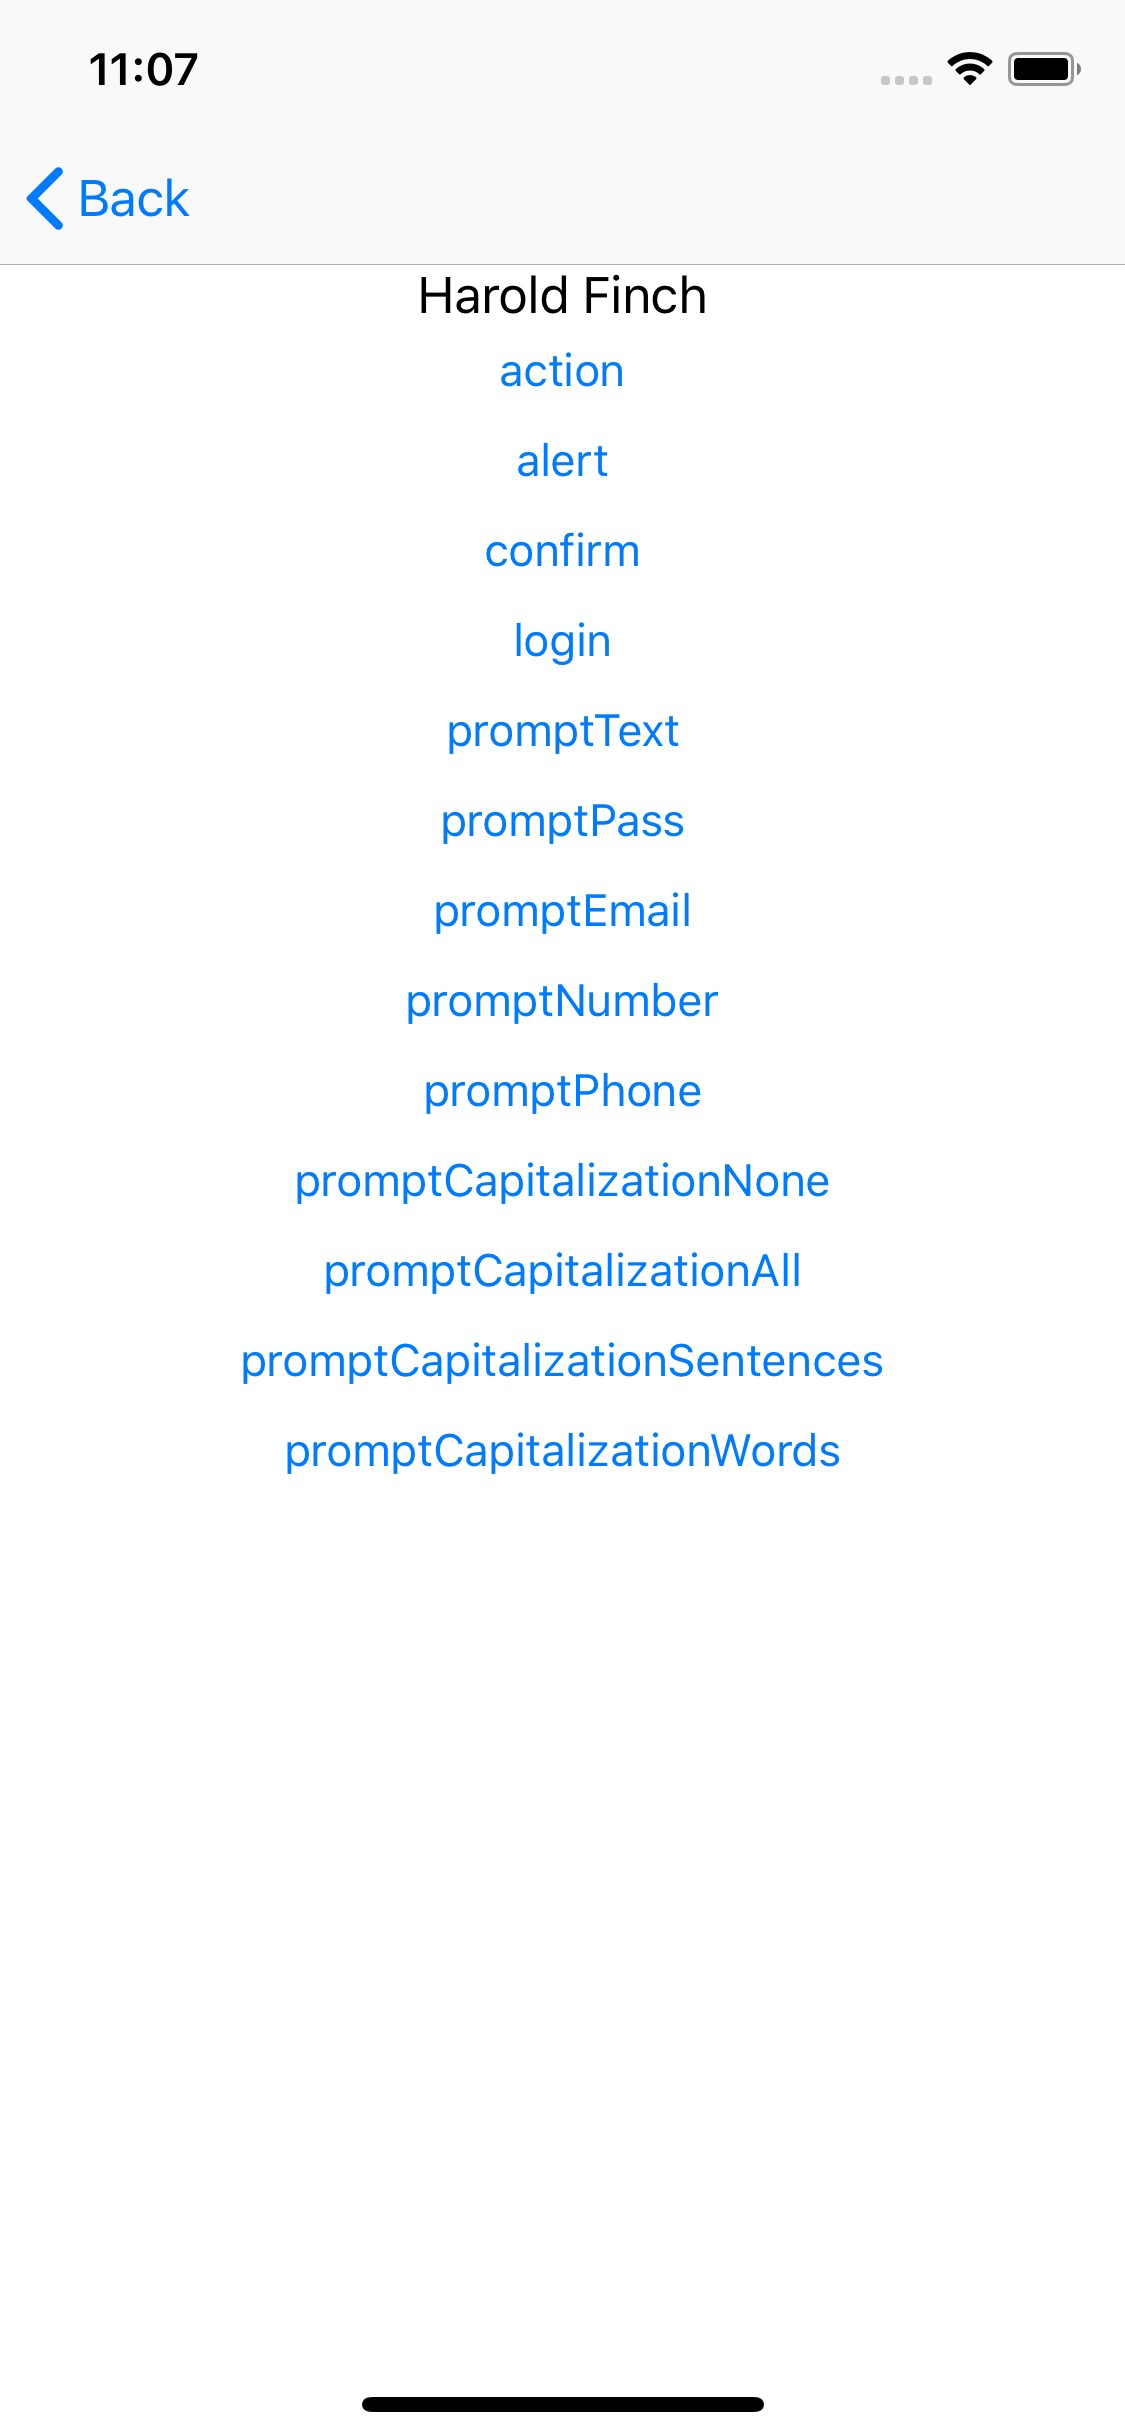 11:07
Back
Harold Finch
action
alert
confirm
login
promptText
promptPass
promptEmail
promptNumber
promptPhone
promptCapitalizationNone
promptCapitalizationAll
promptCapitalizationSentences
promptCapitalizationWords